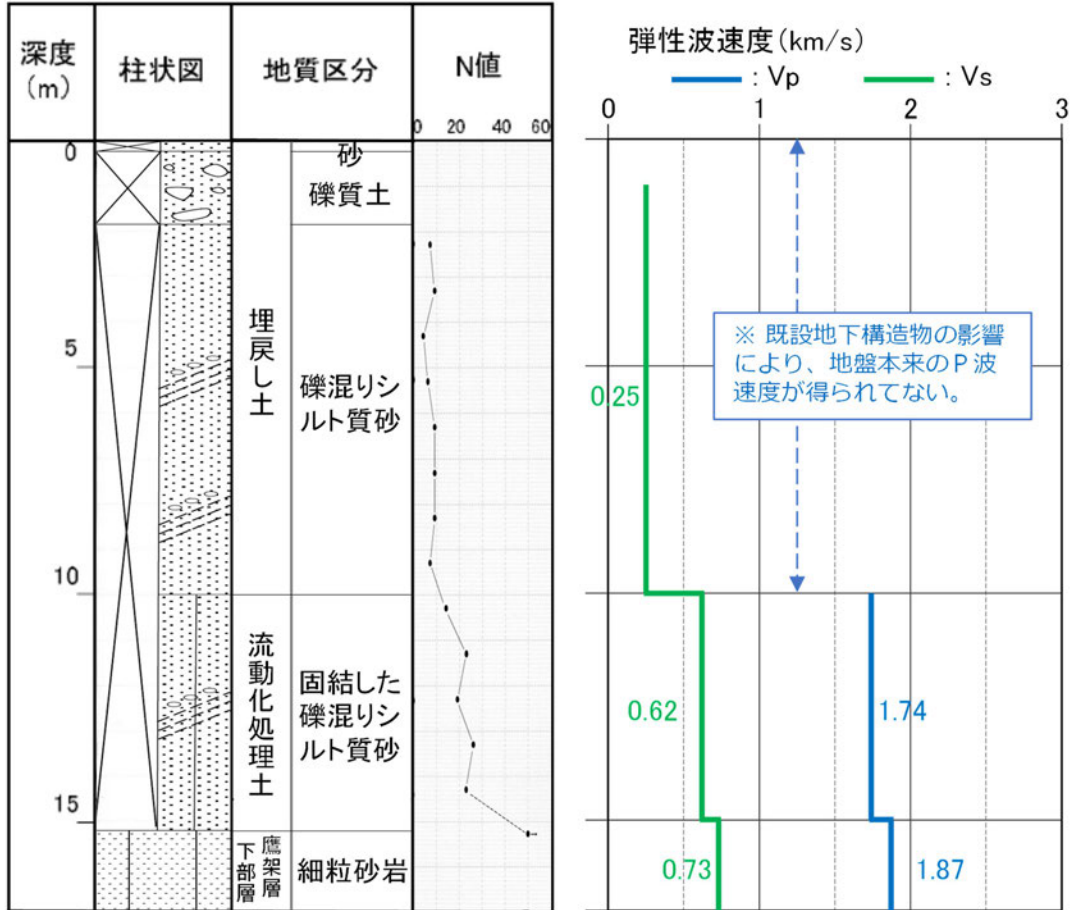 深度
(m)
柱状図
地質区分
N値
0 20 40 60
0
5
10
15
埋戻し土
砂
礫質土
礫混りシ
ルト質砂
流動化処理土
固結した
礫混りシ
ルト質砂
鷹架層
下部層
細粒砂岩
弾性波速度(km/s)
: Vp : Vs
0 1 2 3
※ 既設地下構造物の影響
により、地盤本来のP波
速度が得られてない。
0.25
0.62
1.74
0.73
1.87